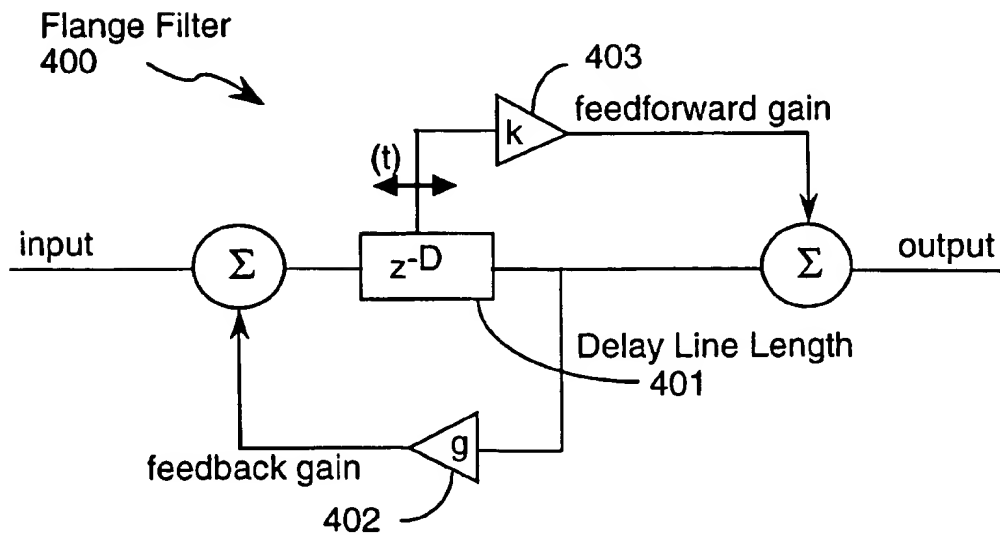 Flange Filter
400
403
feedforward gain
k
(t)
input
Σ
z-D
Σ
output
Delay Line Length
401
g
feedback gain
402